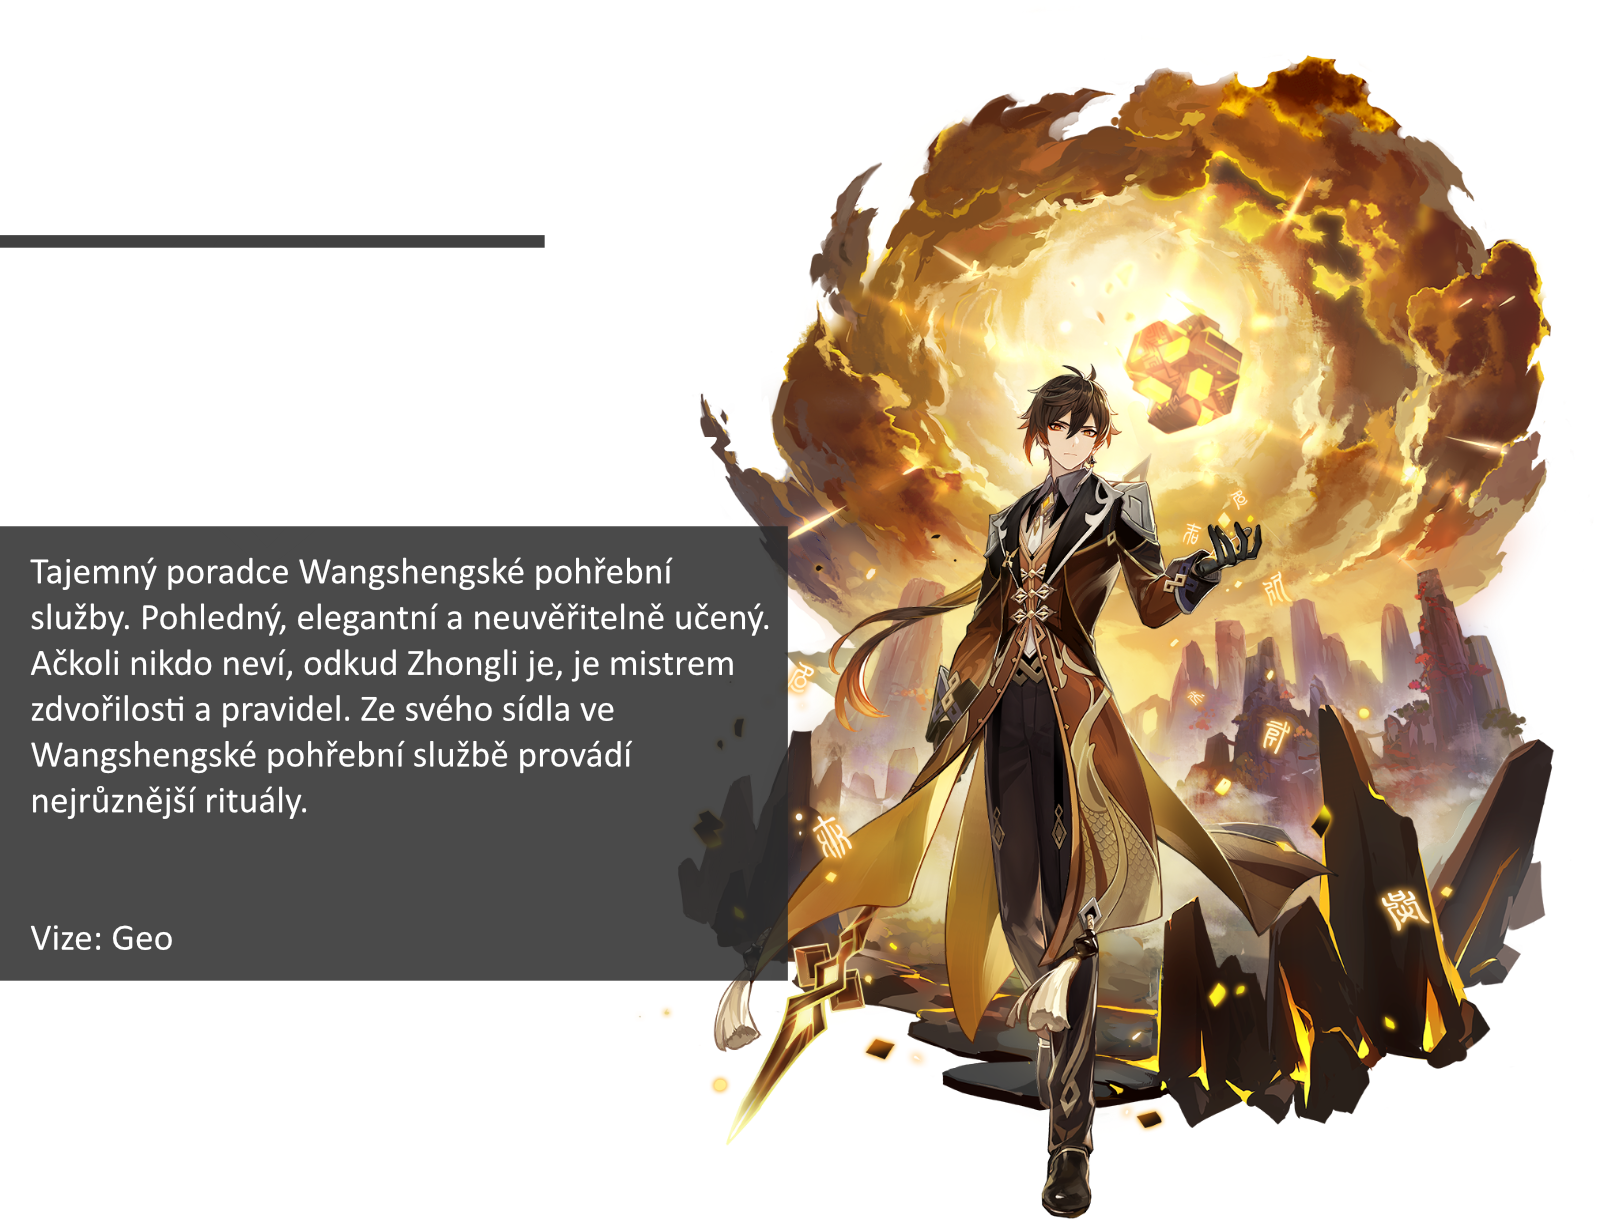 Tajemný poradce Wangshengské pohřební
služby. Pohledný, elegantní a neuvěřitelně učený.
Ačkoli nikdo neví, odkud Zhongli je, je mistrem
zdvořilosti a pravidel. Ze svého sídla ve
Wangshengské pohřební službě provádí
nejrůznější rituály.
Vize: Geo